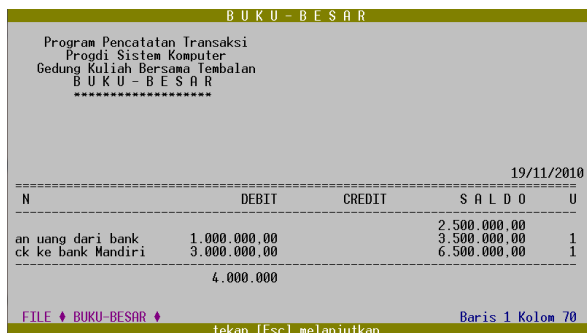 B U K U - B E S A R
Program Pencatatan Transaksi
Progdi Sistem Komputer
Gedung Kuliah Bersama Tembalan
B U K U - B E S A R
*******************
19/11/2010
N DEBIT CREDIT S A L D O U
2.500.000,00
an uang dari bank 1.000.000,00 3.500.000,00 1
ck ke bank Mandiri 3.000.000,00 6.500.000,00 1
4.000.000
FILE ♦ BUKU-BESAR ♦ Baris 1 Kolom 70
tekan [Esc] melanjutkan